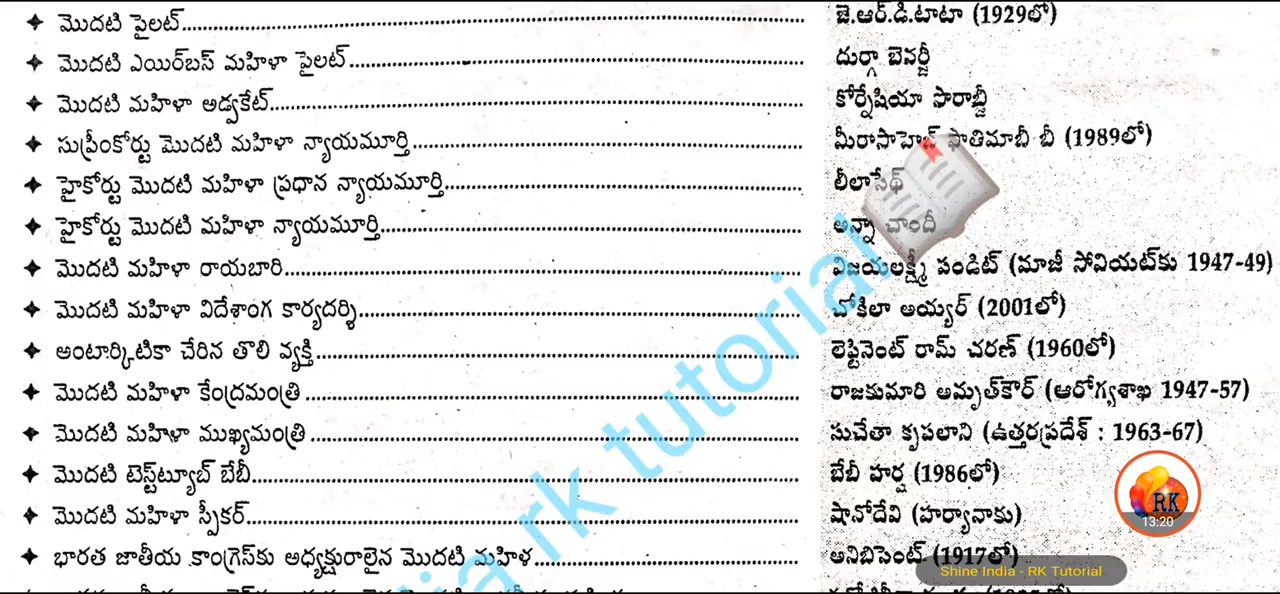 ✦ మొదటి పైలట్........ జె.ఆర్.డి.టాటా (1929లో)
✦ మొదటి ఎయిర్‌బస్ మహిళా పైలట్........ దుర్గా బెనర్జీ
✦ మొదటి మహిళా అడ్వకేట్........ కోర్నేషియా సొరాబ్జీ
✦ సుప్రీంకోర్టు మొదటి మహిళా న్యాయమూర్తి........ మీరాసాహెబ్ ఫాతిమాబీ బీ (1989లో)
✦ హైకోర్టు మొదటి మహిళా ప్రధాన న్యాయమూర్తి........ లీలాసేథ్
✦ హైకోర్టు మొదటి మహిళా న్యాయమూర్తి........ అన్నా చాందీ
✦ మొదటి మహిళా రాయబారి........ విజయలక్ష్మీ పండిట్ (మాజీ సోవియట్‌కు 1947-49)
✦ మొదటి మహిళా విదేశాంగ కార్యదర్శి........ చోకిలా అయ్యర్ (2001లో)
✦ అంటార్కిటికా చేరిన తొలి వ్యక్తి........ లెఫ్టినెంట్ రామ్ చరణ్ (1960లో)
✦ మొదటి మహిళా కేంద్రమంత్రి........ రాజకుమారి అమృత్‌కౌర్ (ఆరోగ్యశాఖ 1947-57)
✦ మొదటి మహిళా ముఖ్యమంత్రి........ సుచేతా కృపలాని (ఉత్తరప్రదేశ్ : 1963-67)
✦ మొదటి టెస్ట్‌ట్యూబ్ బేబీ........ బేబీ హర్ష (1986లో)
✦ మొదటి మహిళా స్పీకర్........ షానోదేవి (హర్యానాకు)
✦ భారత జాతీయ కాంగ్రెస్‌కు అధ్యక్షురాలైన మొదటి మహిళ........ అనిబిసెంట్ (1917లో)
rk tutorial
RK
13:20
Shine India - RK Tutorial